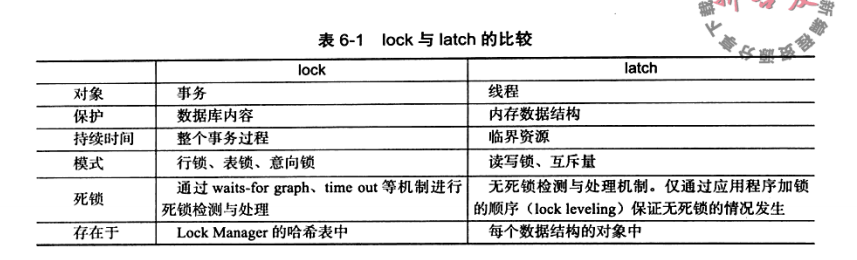 表 6-1 lock 与 latch 的比较
lock latch
对象 事务 线程
保护 数据库内容 内存数据结构
持续时间 整个事务过程 临界资源
模式 行锁、表锁、意向锁 读写锁、互斥量
死锁 通过 waits-for graph、time out 等机制进行死锁检测与处理 无死锁检测与处理机制。仅通过应用程序加锁的顺序（lock leveling）保证无死锁的情况发生
存在于 Lock Manager 的哈希表中 每个数据结构的对象中